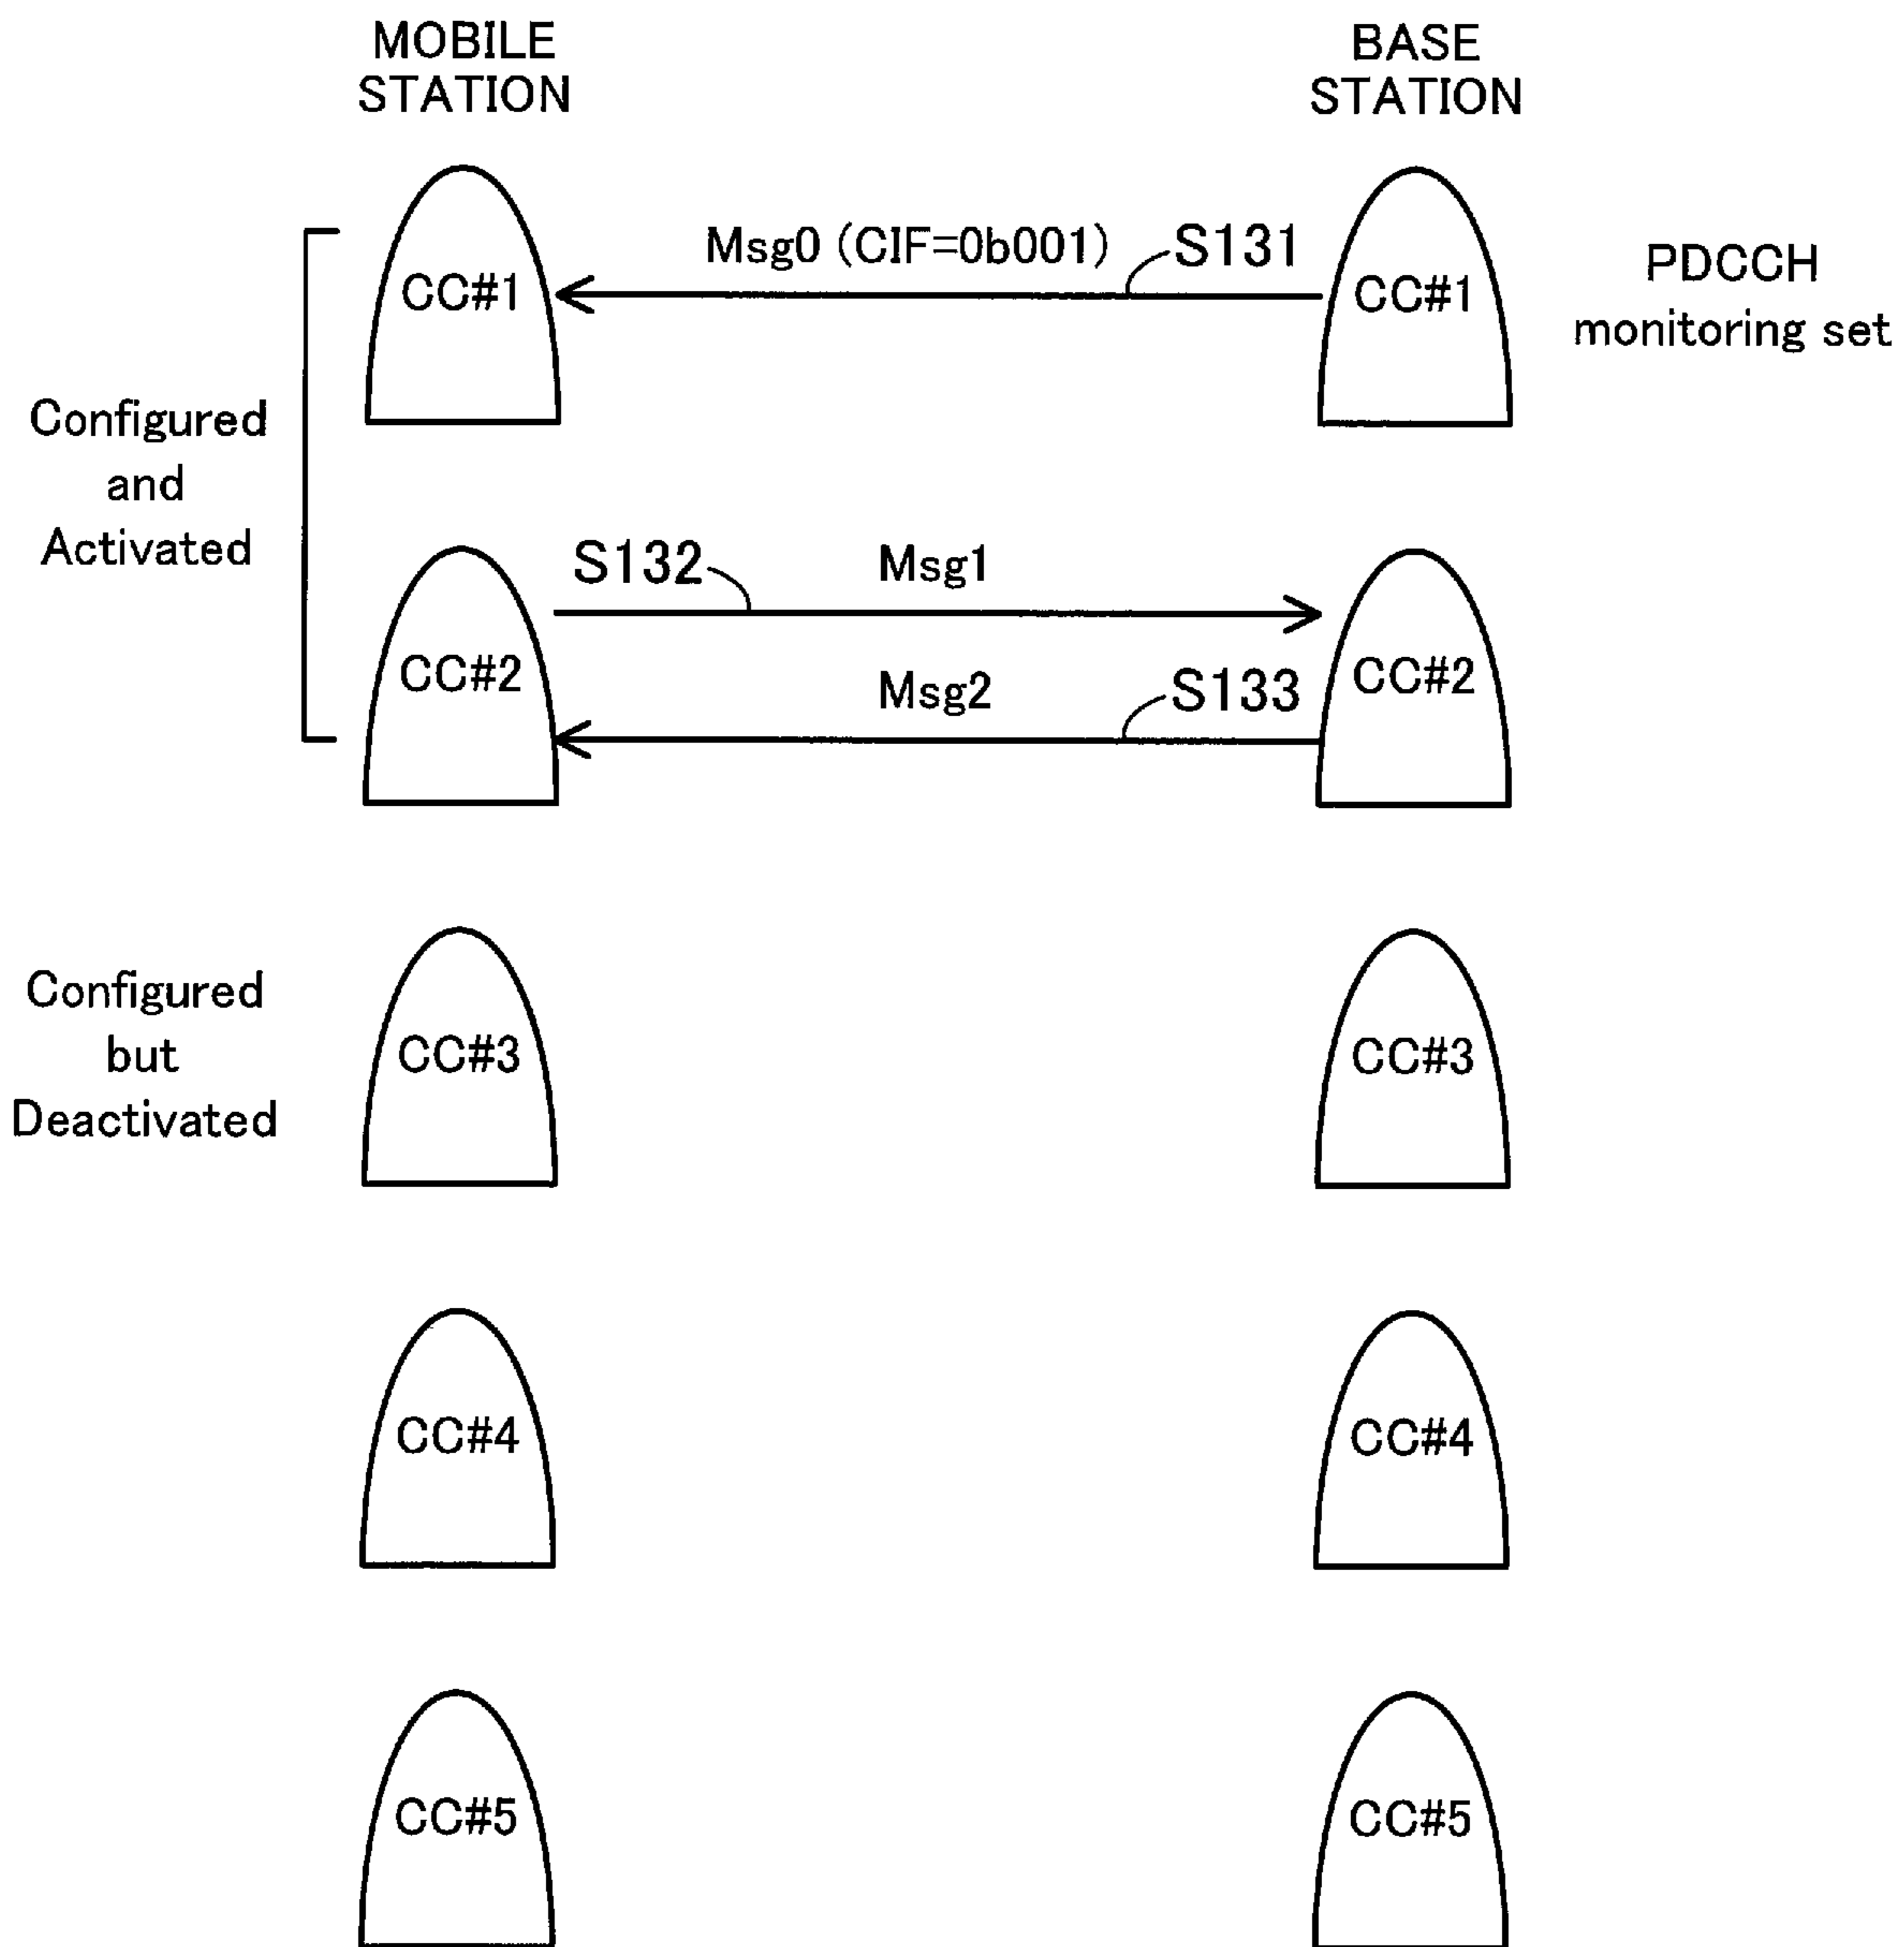 MOBILE
STATION
BASE
STATION
Msg0 (CIF=0b001)
S131
CC#1
CC#1
PDCCH
monitoring set
Configured
and
Activated
S132
Msg1
CC#2
Msg2
S133
CC#2
Configured
but
Deactivated
CC#3
CC#3
CC#4
CC#4
CC#5
CC#5